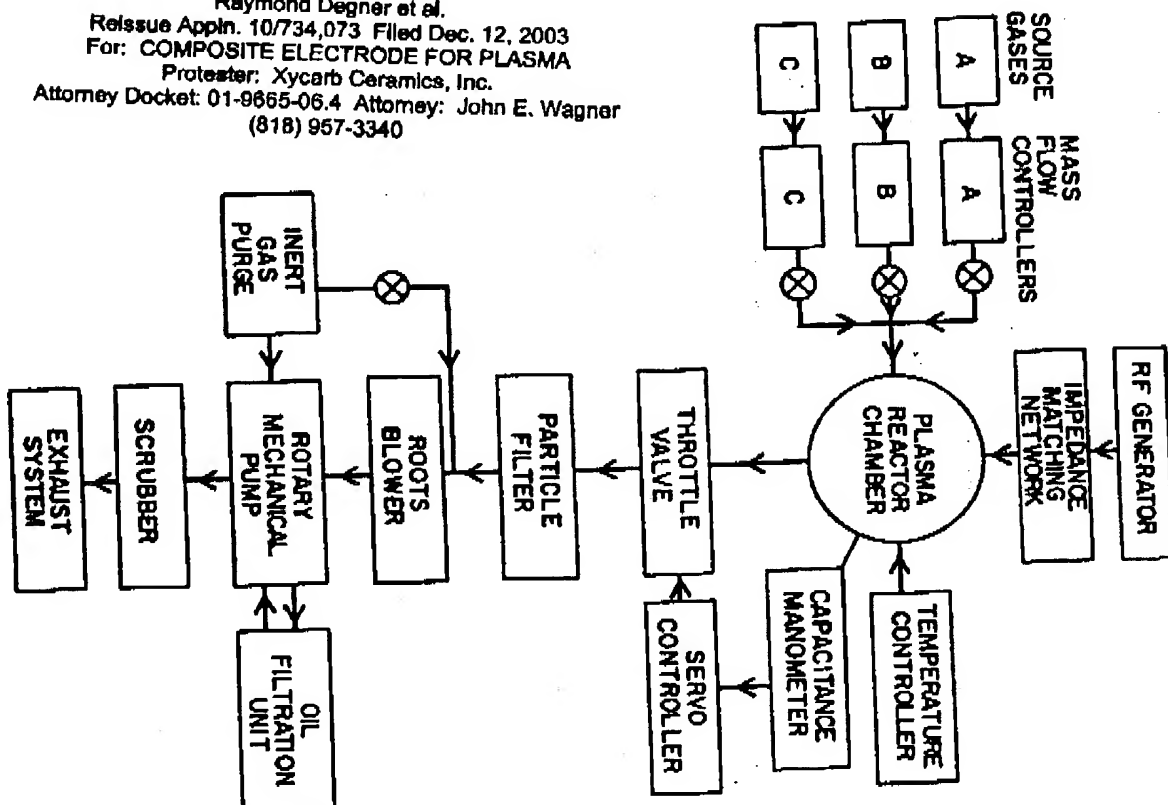 Raymond Degner et al.
Reissue Appln. 10/734,073 Filed Dec. 12, 2003
For: COMPOSITE ELECTRODE FOR PLASMA
Protester: Xycarb Ceramics, Inc.
Attorney Docket: 01-9665-06.4 Attorney: John E. Wagner
(818) 957-3340
SOURCE
GASES
A
B
C
MASS
FLOW
CONTROLLERS
A
B
C
RF GENERATOR
IMPEDANCE
MATCHING
NETWORK
PLASMA
REACTOR
CHAMBER
TEMPERATURE
CONTROLLER
CAPACITANCE
MANOMETER
SERVO
CONTROLLER
THROTTLE
VALVE
PARTICLE
FILTER
ROOTS
BLOWER
INERT
GAS
PURGE
ROTARY
MECHANICAL
PUMP
OIL
FILTRATION
UNIT
SCRUBBER
EXHAUST
SYSTEM